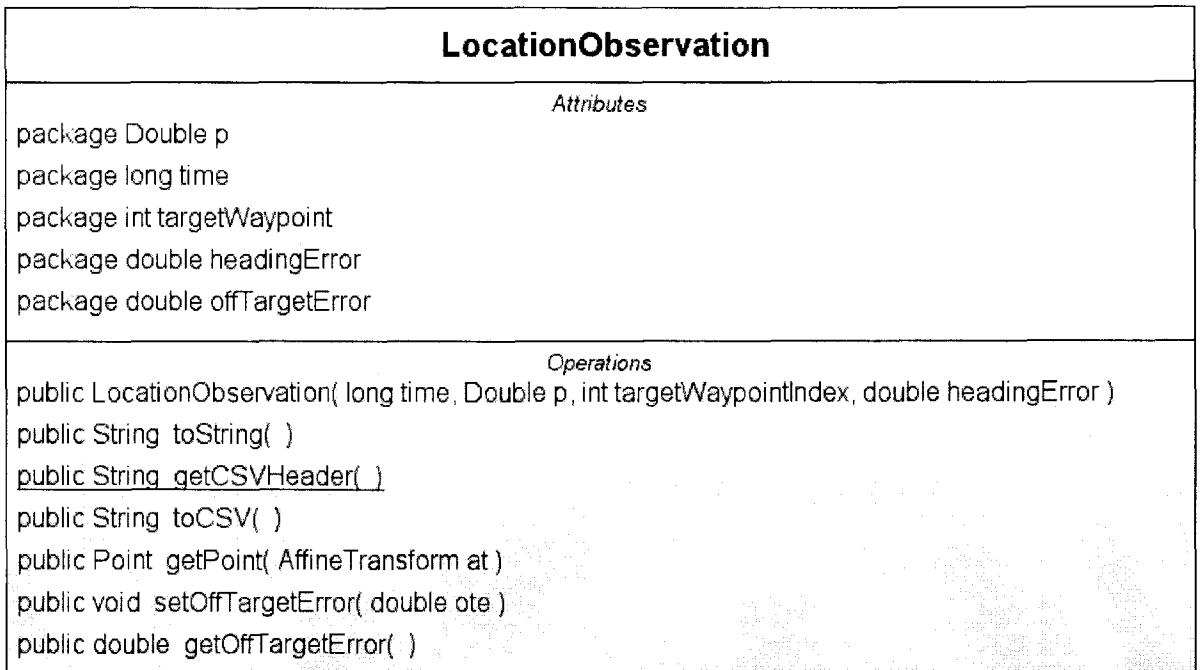 LocationObservation
Attributes
package Double p
package long time
package int targetWaypoint
package double headingError
package double offTargetError
Operations
public LocationObservation( long time, Double p, int targetWaypointIndex, double headingError )
public String toString( )
public String getCSVHeader( )
public String toCSV( )
public Point getPoint( AffineTransform at )
public void setOffTargetError( double ote )
public double getOffTargetError( )